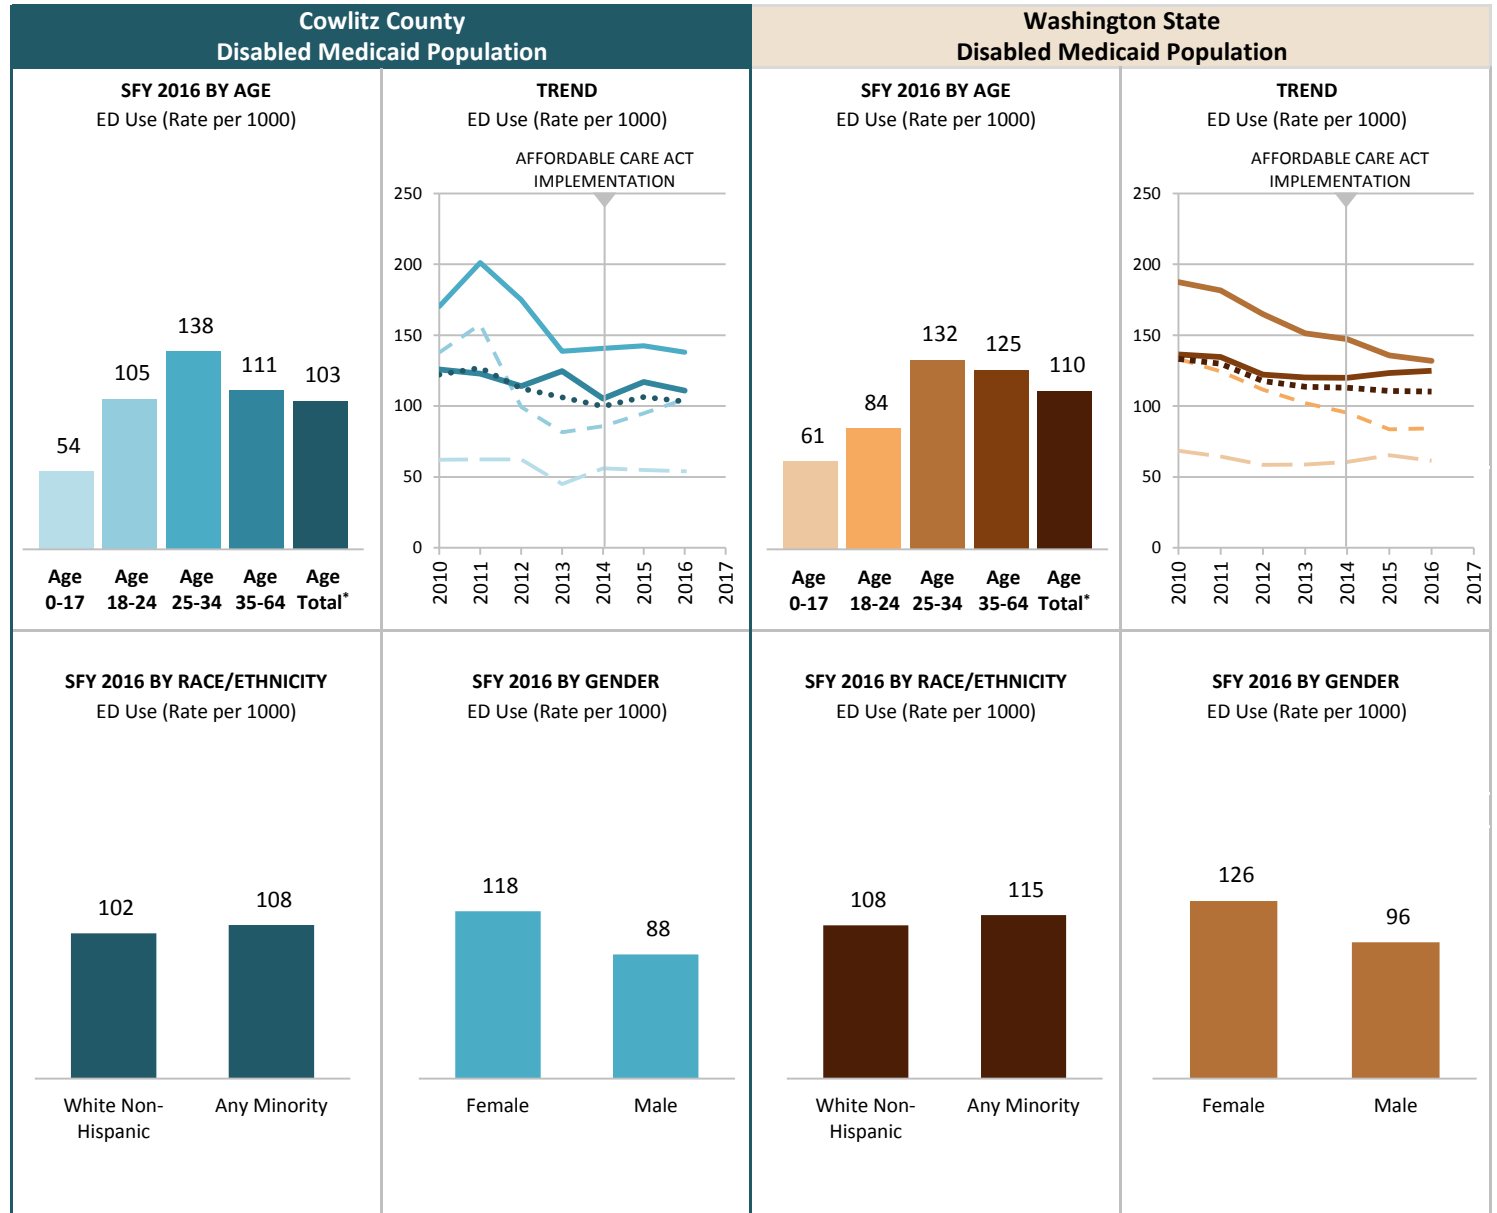 Cowlitz County
Disabled Medicaid Population
Washington State
Disabled Medicaid Population
SFY 2016 BY AGE
ED Use (Rate per 1000)
54
105
138
111
103
Age
0-17
Age
18-24
Age
25-34
Age
35-64
Age
Total*
TREND
ED Use (Rate per 1000)
AFFORDABLE CARE ACT
IMPLEMENTATION
250
200
150
100
50
0
2010
2011
2012
2013
2014
2015
2016
2017
SFY 2016 BY AGE
ED Use (Rate per 1000)
61
84
132
125
110
Age
0-17
Age
18-24
Age
25-34
Age
35-64
Age
Total*
TREND
ED Use (Rate per 1000)
AFFORDABLE CARE ACT
IMPLEMENTATION
250
200
150
100
50
0
2010
2011
2012
2013
2014
2015
2016
2017
SFY 2016 BY RACE/ETHNICITY
ED Use (Rate per 1000)
102
108
White Non-
Hispanic
Any Minority
SFY 2016 BY GENDER
ED Use (Rate per 1000)
118
88
Female
Male
SFY 2016 BY RACE/ETHNICITY
ED Use (Rate per 1000)
108
115
White Non-
Hispanic
Any Minority
SFY 2016 BY GENDER
ED Use (Rate per 1000)
126
96
Female
Male